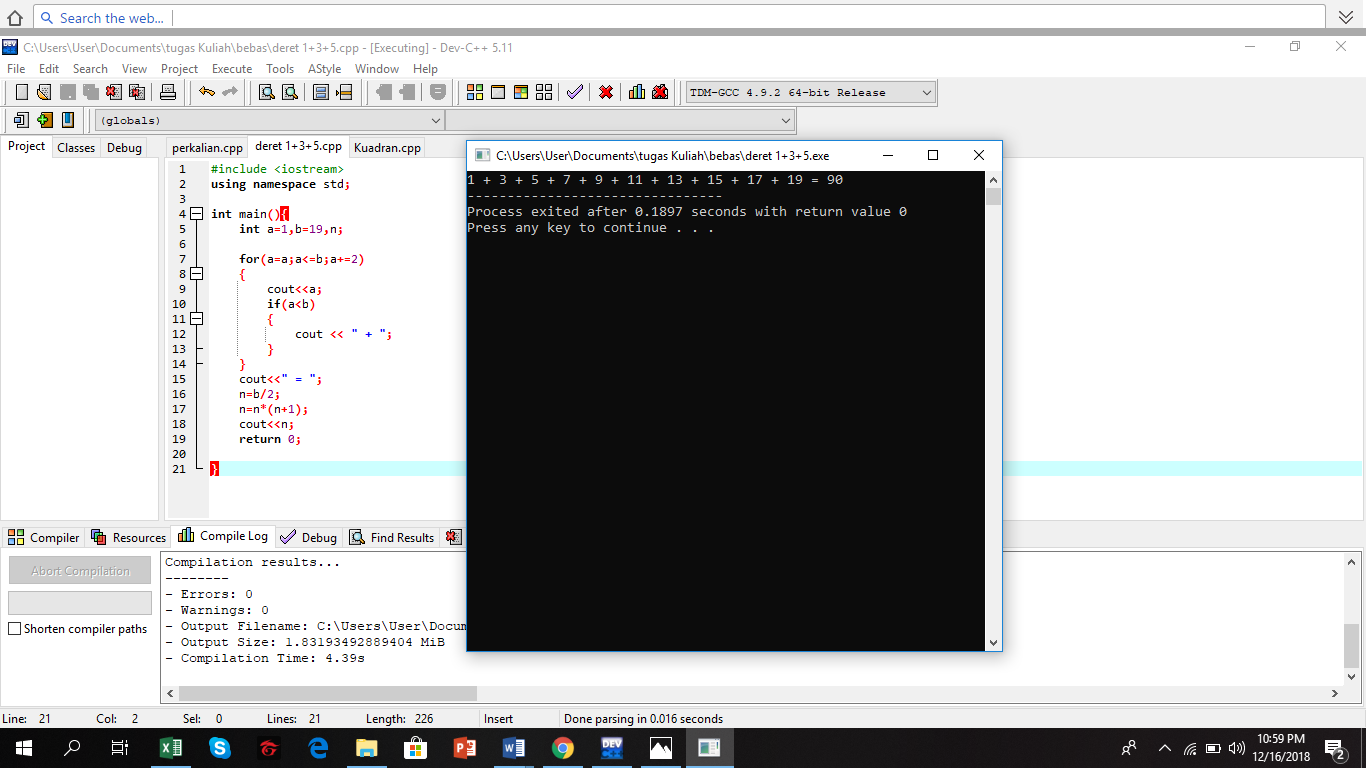 Search the web...
C:\Users\User\Documents\tugas Kuliah\bebas\deret 1+3+5.cpp - [Executing] - Dev-C++ 5.11
File Edit Search View Project Execute Tools AStyle Window Help
TDM-GCC 4.9.2 64-bit Release
(globals)
Project Classes Debug
perkalian.cpp deret 1+3+5.cpp Kuadran.cpp
1 #include <iostream>
2 using namespace std;
3
4 int main(){
5 int a=1,b=19,n;
6
7 for(a=a;a<=b;a+=2)
8 {
9 cout<<a;
10 if(a<b)
11 {
12 cout << " + ";
13 }
14 }
15 cout<<" = ";
16 n=b/2;
17 n=n*(n+1);
18 cout<<n;
19 return 0;
20
21 }
C:\Users\User\Documents\tugas Kuliah\bebas\deret 1+3+5.exe
1 + 3 + 5 + 7 + 9 + 11 + 13 + 15 + 17 + 19 = 90
--------------------------------
Process exited after 0.1897 seconds with return value 0
Press any key to continue . . .
Compiler Resources Compile Log Debug Find Results
Abort Compilation
Shorten compiler paths
Compilation results...
--------
- Errors: 0
- Warnings: 0
- Output Filename: C:\Users\User\Docum
- Output Size: 1.83193492889404 MiB
- Compilation Time: 4.39s
Line: 21 Col: 2 Sel: 0 Lines: 21 Length: 226 Insert Done parsing in 0.016 seconds
10:59 PM
12/16/2018
2